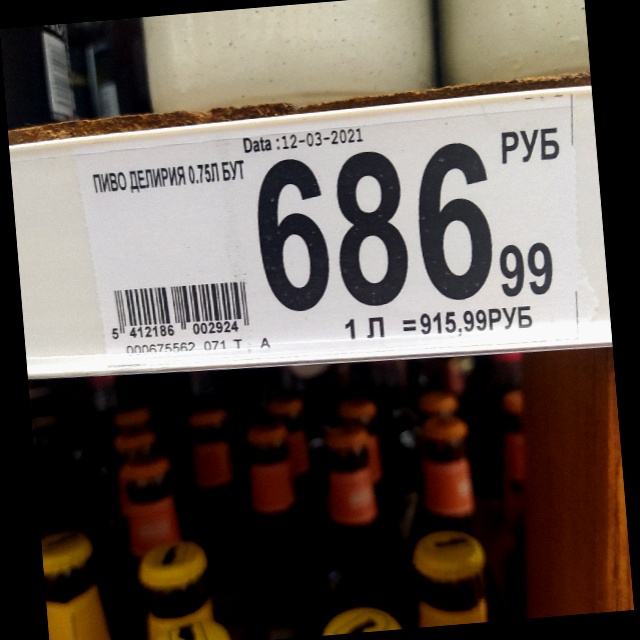 Data :12-03-2021
РУБ
ПИВО ДЕЛИРИЯ 0.75Л БУТ
686
99
5 412186 002924
1 Л =915,99РУБ
000675562 071 Т , А